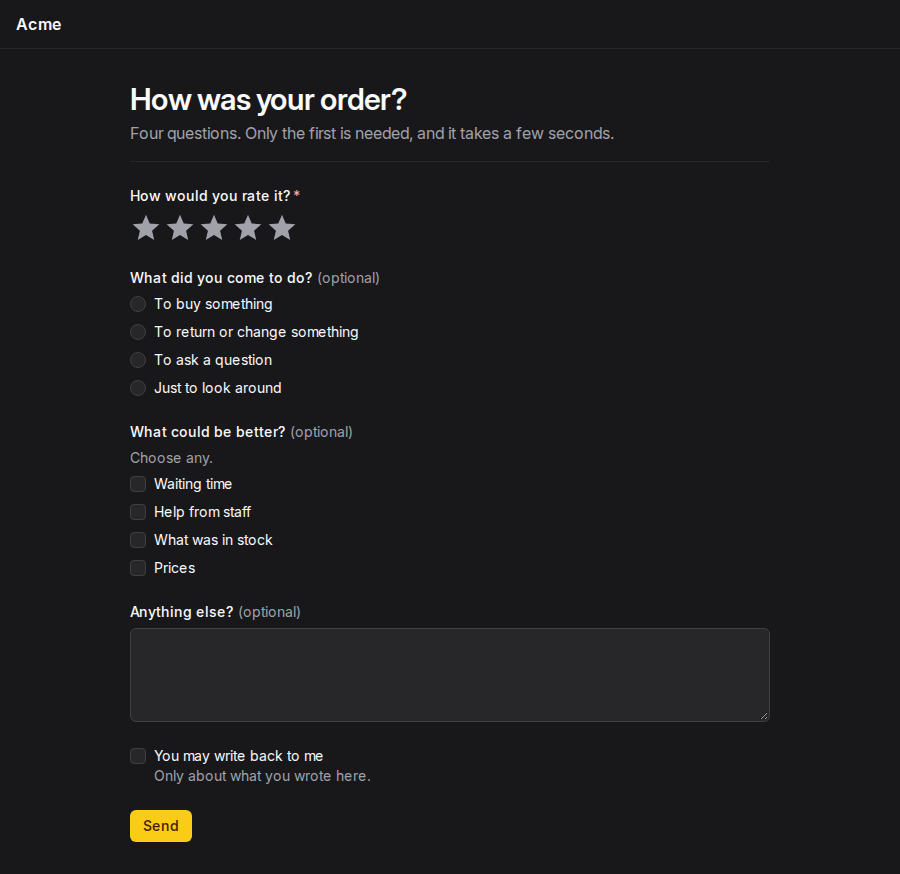 Acme
How was your order?
Four questions. Only the first is needed, and it takes a few seconds.
How would you rate it? *
What did you come to do? (optional)
To buy something
To return or change something
To ask a question
Just to look around
What could be better? (optional)
Choose any.
Waiting time
Help from staff
What was in stock
Prices
Anything else? (optional)
You may write back to me
Only about what you wrote here.
Send